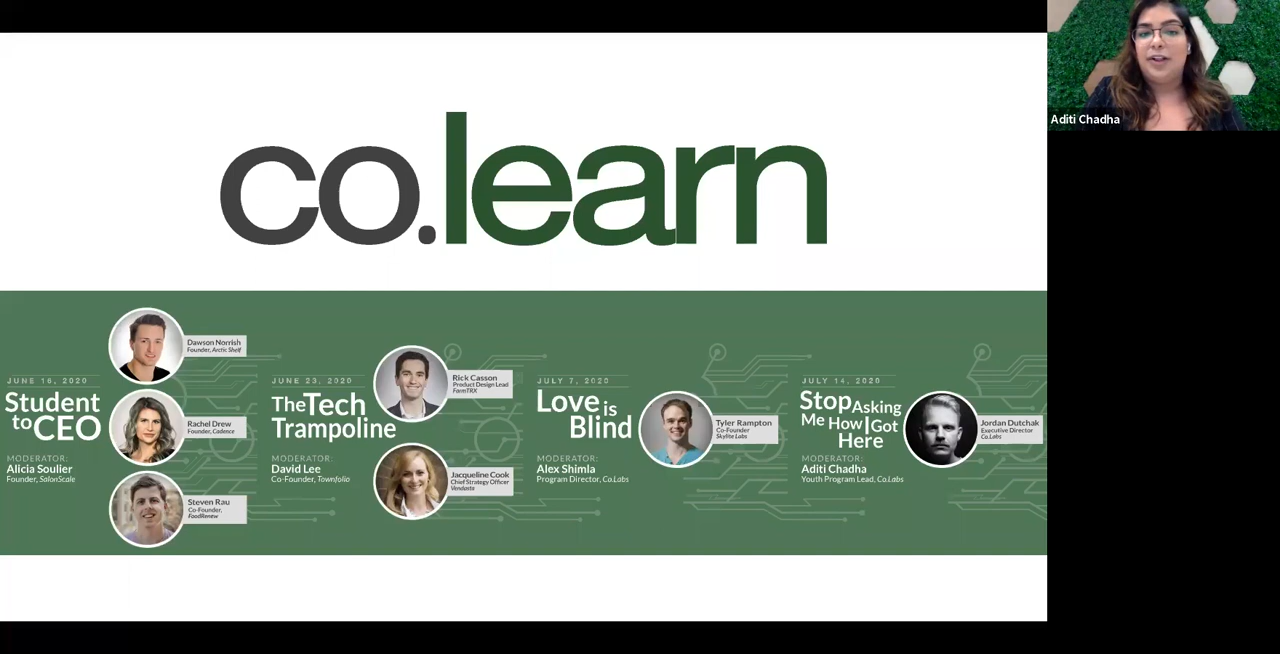 co.learn
Aditi Chadha
JUNE 16, 2020
Student
to CEO
MODERATOR:
Alicia Soulier
Founder, SalonScale
Dawson Norrish
Founder, Arctic Shelf
Rachel Drew
Founder, Cadence
Steven Rau
Co-Founder,
FoodRenew
JUNE 23, 2020
The Tech
Trampoline
MODERATOR:
David Lee
Co-Founder, Townfolio
Rick Casson
Product Design Lead
FarmTRX
Jacqueline Cook
Chief Strategy Officer
Vendasta
JULY 7, 2020
Love is
Blind
MODERATOR:
Alex Shimla
Program Director, Co.Labs
Tyler Rampton
Co-Founder
Skylite Labs
JULY 14, 2020
Stop Asking
Me How I Got
Here
MODERATOR:
Aditi Chadha
Youth Program Lead, Co.Labs
Jordan Dutchak
Executive Director
Co.Labs